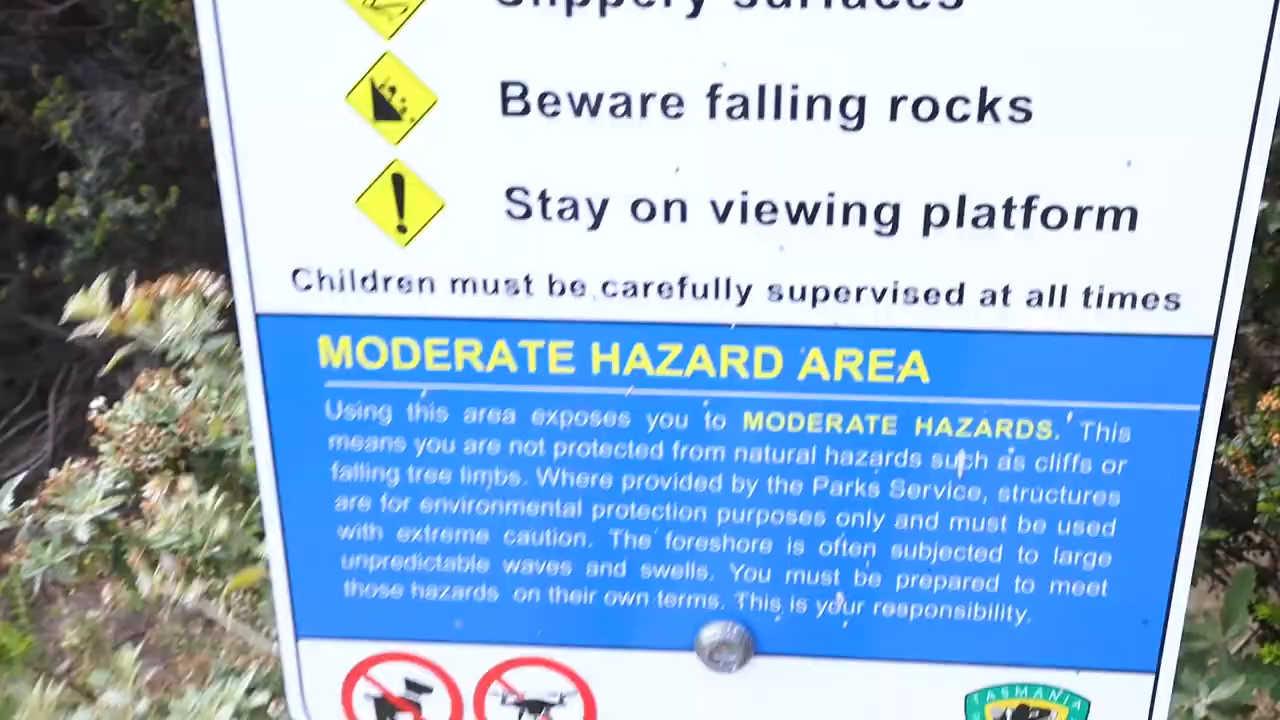 Slippery surfaces
Beware falling rocks
Stay on viewing platform
Children must be carefully supervised at all times
MODERATE HAZARD AREA
Using this area exposes you to MODERATE HAZARDS. This
means you are not protected from natural hazards such as cliffs or
falling tree limbs. Where provided by the Parks Service, structures
are for environmental protection purposes only and must be used
with extreme caution. The foreshore is often subjected to large
unpredictable waves and swells. You must be prepared to meet
those hazards on their own terms. This is your responsibility.
TASMANIA